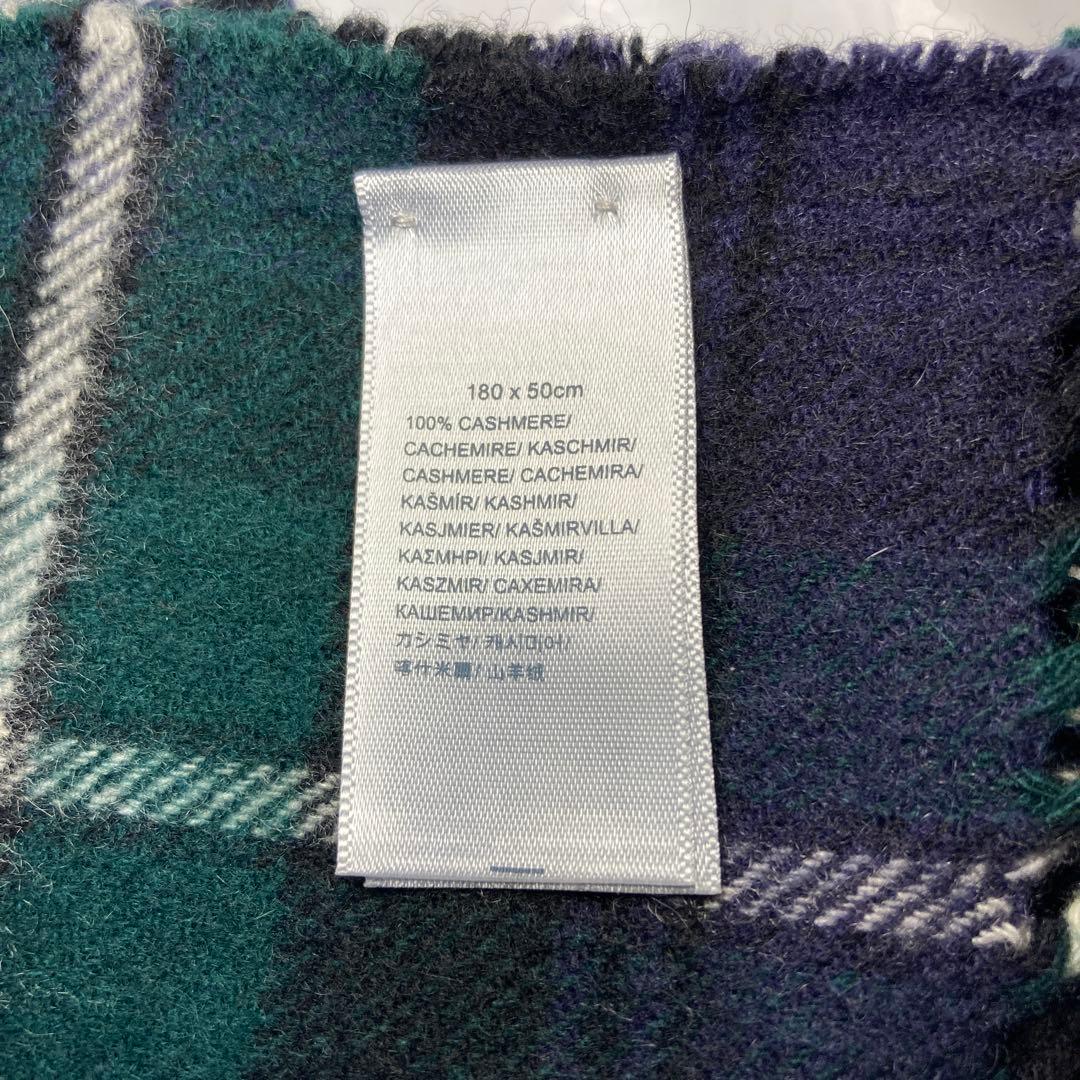 180 x 50cm
100% CASHMERE/
CACHEMIRE/ KASCHMIR/
CASHMERE/ CACHEMIRA/
KAŠMÍR/ KASHMIR/
KASJMIER/ KAŠMIRVILLA/
ΚΑΣΜΗΡΙ/ KASJMIR/
KASZMIR/ CAXEMIRA/
КАШЕМИР/KASHMIR/
カシミヤ/ 캐시미어/
喀什米爾/ 山羊绒